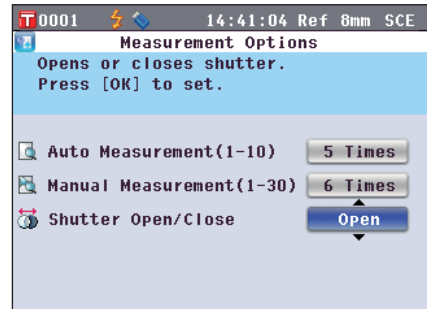 T 0001 14:41:04 Ref 8mm SCE
Measurement Options
Opens or closes shutter.
Press [OK] to set.
Auto Measurement(1-10) 5 Times
Manual Measurement(1-30) 6 Times
Shutter Open/Close Open